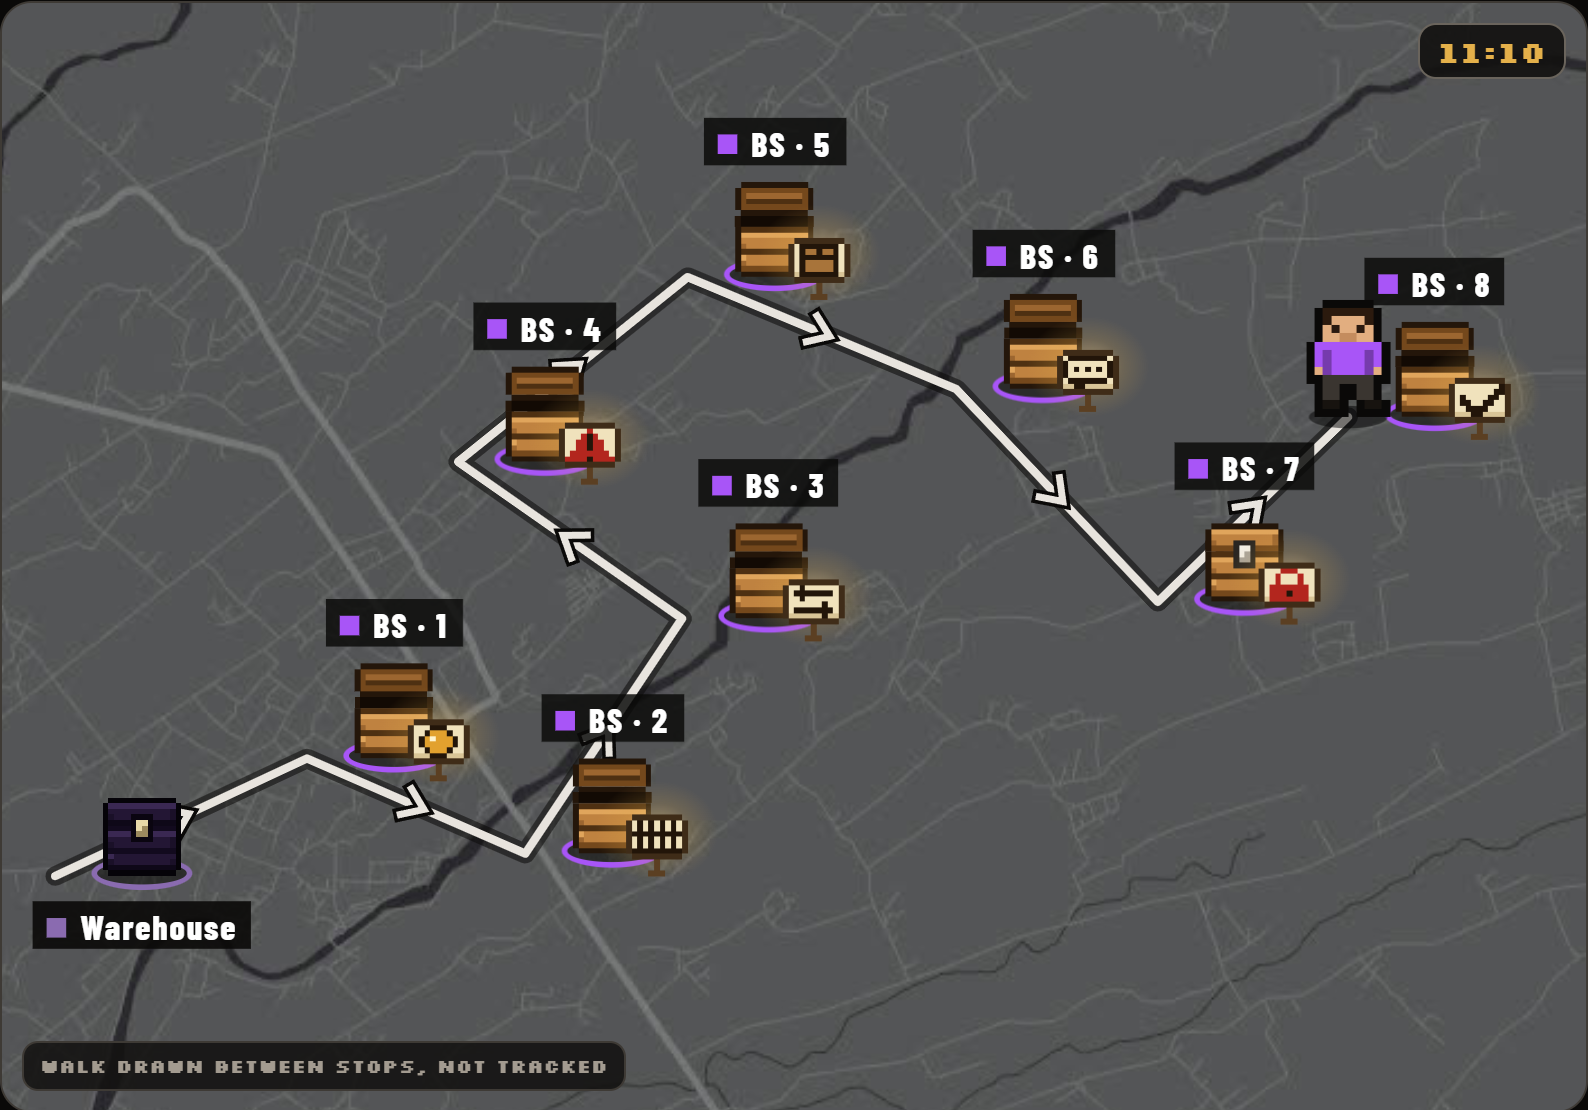 11:10
BS · 5
BS · 6
BS · 8
BS · 4
BS · 7
BS · 3
BS · 1
BS · 2
Warehouse
WALK DRAWN BETWEEN STOPS, NOT TRACKED